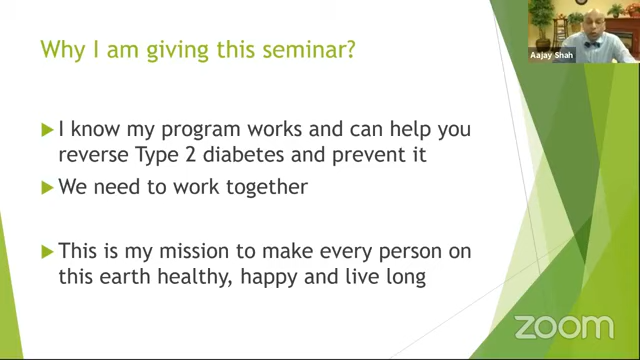 Why I am giving this seminar?
I know my program works and can help you
reverse Type 2 diabetes and prevent it
We need to work together
This is my mission to make every person on
this earth healthy, happy and live long
Aajay Shah
zoom